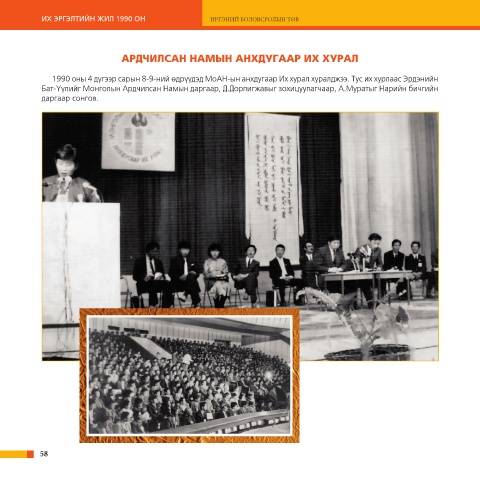 ИХ ЭРГЭЛТИЙН ЖИЛ 1990 ОН
ИРГЭНИЙ БОЛОВСРОЛЫН ТӨВ
АРДЧИЛСАН НАМЫН АНХДУГААР ИХ ХУРАЛ
1990 оны 4 дүгээр сарын 8-9-ний өдрүүдэд МоАН-ын анхдугаар Их хурал хуралджээ. Тус их хурлаас Эрдэнийн
Бат-Үүлийг Монголын Ардчилсан Намын даргаар, Д.Дорлигжавыг зохицуулагчаар, А.Муратыг Нарийн бичгийн
даргаар сонгов.
58